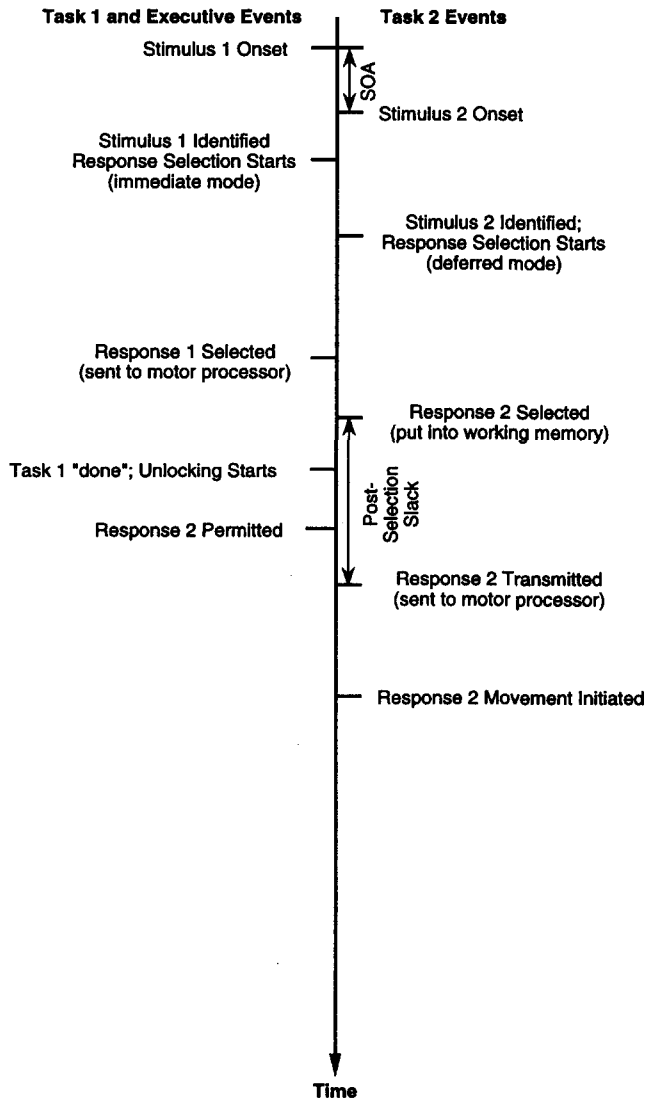 Task 1 and Executive Events
Task 2 Events
Stimulus 1 Onset
SOA
Stimulus 2 Onset
Stimulus 1 Identified
Response Selection Starts
(immediate mode)
Stimulus 2 Identified;
Response Selection Starts
(deferred mode)
Response 1 Selected
(sent to motor processor)
Response 2 Selected
(put into working memory)
Task 1 "done"; Unlocking Starts
Post-
Selection
Slack
Response 2 Permitted
Response 2 Transmitted
(sent to motor processor)
Response 2 Movement Initiated
Time